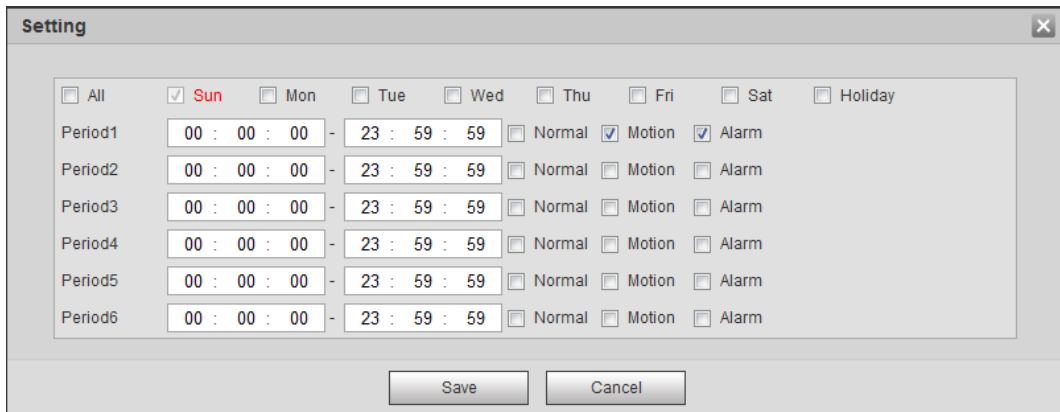 Setting
All Sun Mon Tue Wed Thu Fri Sat Holiday
Period1 00 : 00 : 00 - 23 : 59 : 59 Normal Motion Alarm
Period2 00 : 00 : 00 - 23 : 59 : 59 Normal Motion Alarm
Period3 00 : 00 : 00 - 23 : 59 : 59 Normal Motion Alarm
Period4 00 : 00 : 00 - 23 : 59 : 59 Normal Motion Alarm
Period5 00 : 00 : 00 - 23 : 59 : 59 Normal Motion Alarm
Period6 00 : 00 : 00 - 23 : 59 : 59 Normal Motion Alarm
Save Cancel